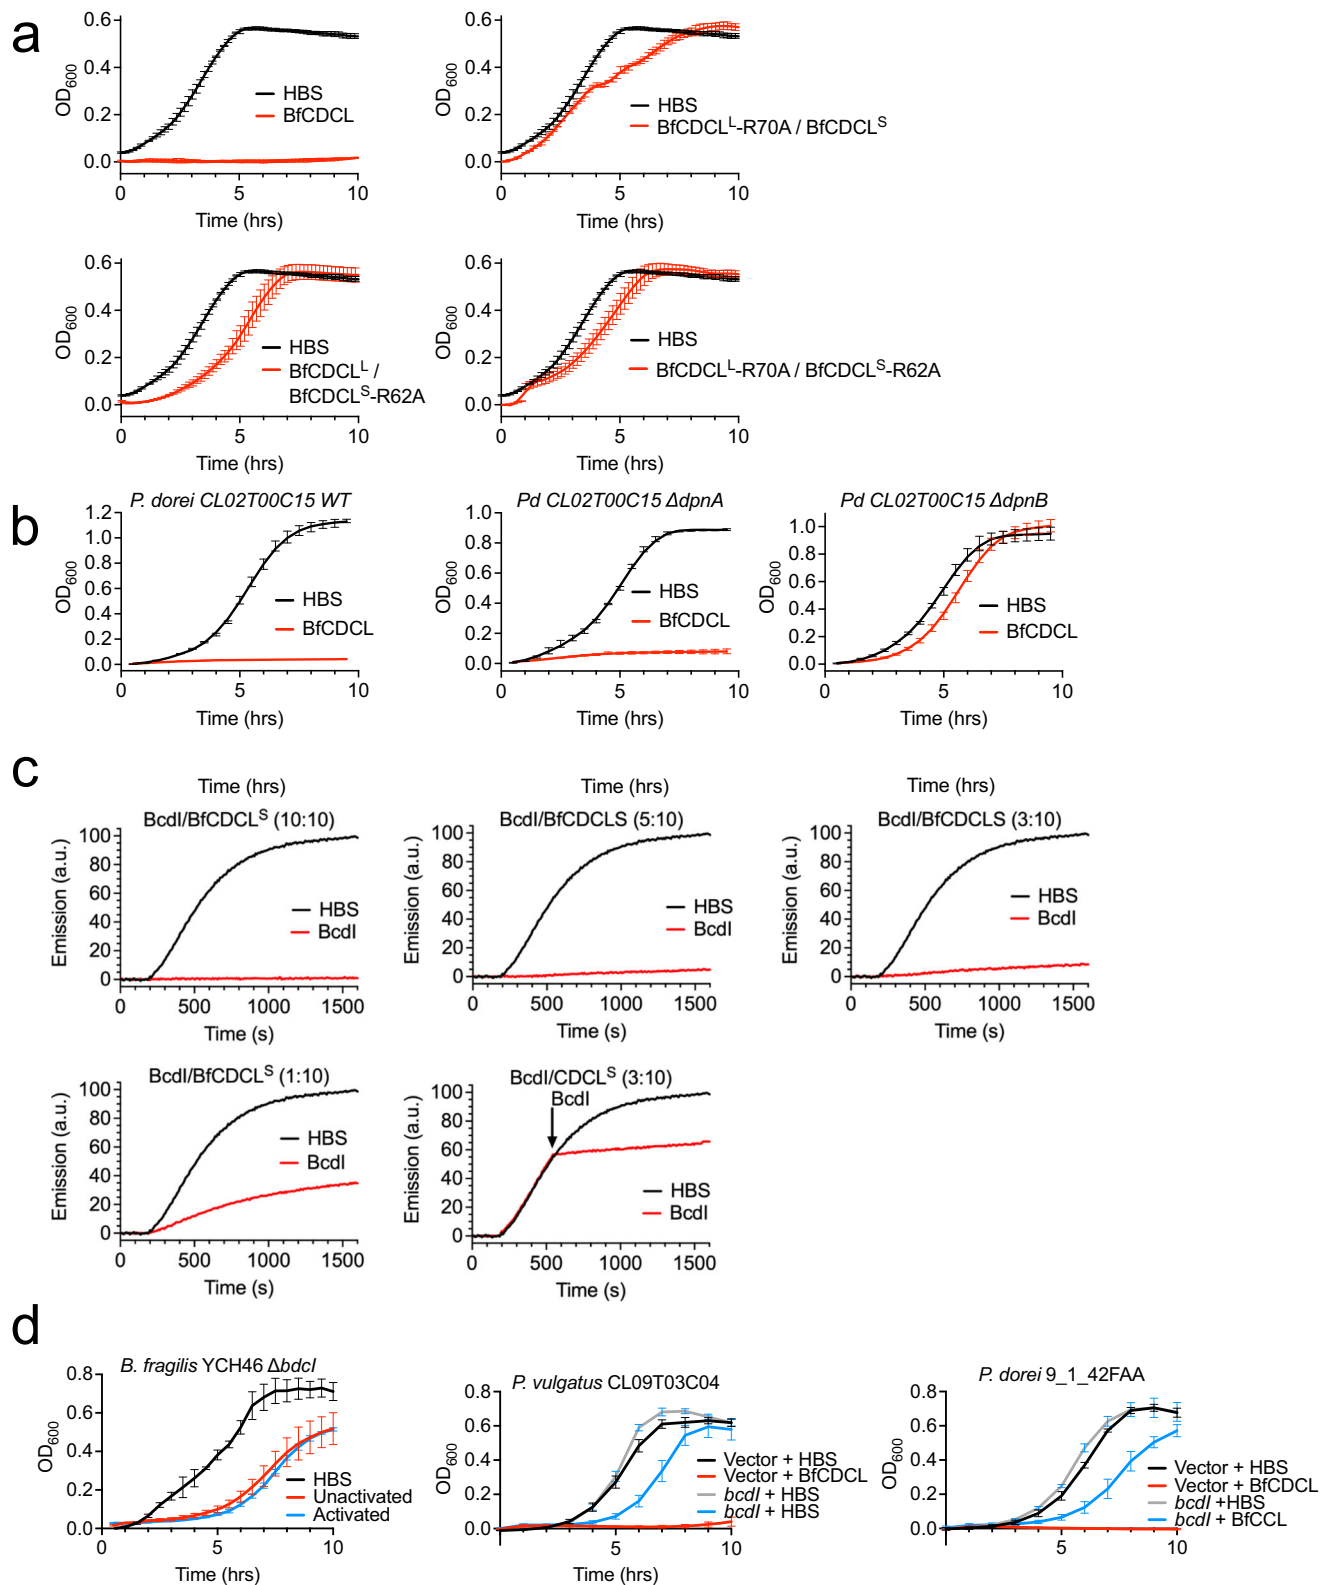 a
0.6
0.4
0.2
0.0
OD600
HBS
BfCDCL
0
5
10
Time (hrs)
0.6
0.4
0.2
0.0
OD600
HBS
BfCDCL^L-R70A / BfCDCL^S
0
5
10
Time (hrs)
0.6
0.4
0.2
0.0
OD600
HBS
BfCDCL^L /
BfCDCL^S-R62A
0
5
10
Time (hrs)
0.6
0.4
0.2
0.0
OD600
HBS
BfCDCL^L-R70A / BfCDCL^S-R62A
0
5
10
Time (hrs)
b
P. dorei CL02T00C15 WT
1.2
1.0
0.8
0.6
0.4
0.2
0.0
OD600
HBS
BfCDCL
0
5
10
Time (hrs)
Pd CL02T00C15 ΔdpnA
1.0
0.8
0.6
0.4
0.2
0.0
OD600
HBS
BfCDCL
0
5
10
Time (hrs)
Pd CL02T00C15 ΔdpnB
1.0
0.8
0.6
0.4
0.2
0.0
OD600
HBS
BfCDCL
0
5
10
Time (hrs)
c
Time (hrs)
Time (hrs)
Time (hrs)
BcdI/BfCDCL^S (10:10)
100
80
60
40
20
0
Emission (a.u.)
HBS
BcdI
0
500
1000
1500
Time (s)
BcdI/BfCDCLS (5:10)
100
80
60
40
20
0
Emission (a.u.)
HBS
BcdI
0
500
1000
1500
Time (s)
BcdI/BfCDCLS (3:10)
100
80
60
40
20
0
Emission (a.u.)
HBS
BcdI
0
500
1000
1500
Time (s)
BcdI/BfCDCL^S (1:10)
100
80
60
40
20
0
Emission (a.u.)
HBS
BcdI
0
500
1000
1500
Time (s)
BcdI/CDCL^S (3:10)
BcdI
100
80
60
40
20
0
Emission (a.u.)
HBS
BcdI
0
500
1000
1500
Time (s)
d
B. fragilis YCH46 ΔbdcI
0.8
0.6
0.4
0.2
0.0
OD600
HBS
Unactivated
Activated
0
5
10
Time (hrs)
P. vulgatus CL09T03C04
0.8
0.6
0.4
0.2
0.0
OD600
Vector + HBS
Vector + BfCDCL
bcdI + HBS
bcdI + HBS
5
10
Time (hrs)
P. dorei 9_1_42FAA
0.8
0.6
0.4
0.2
0.0
OD600
Vector + HBS
Vector + BfCDCL
bcdI +HBS
bcdI + BfCCL
5
10
Time (hrs)